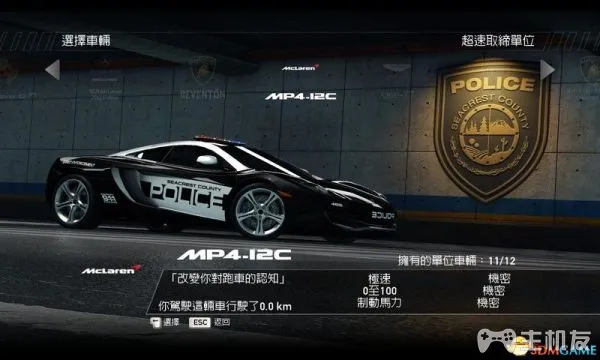 選擇車輛
超速取締單位
REVENTÓN
McLaren
MP4-12C
POLICE
SEACREST COUNTY
SEACREST COUNTY
POLICE
POLICE
MP4-12C
擁有的單位車輛：11/12
McLaren
「改變你對跑車的認知」
極速 機密
0至100 機密
你駕駛這輛車行駛了0.0 km
制動馬力 機密
選擇 ESC 返回
主机友
3DMGAME